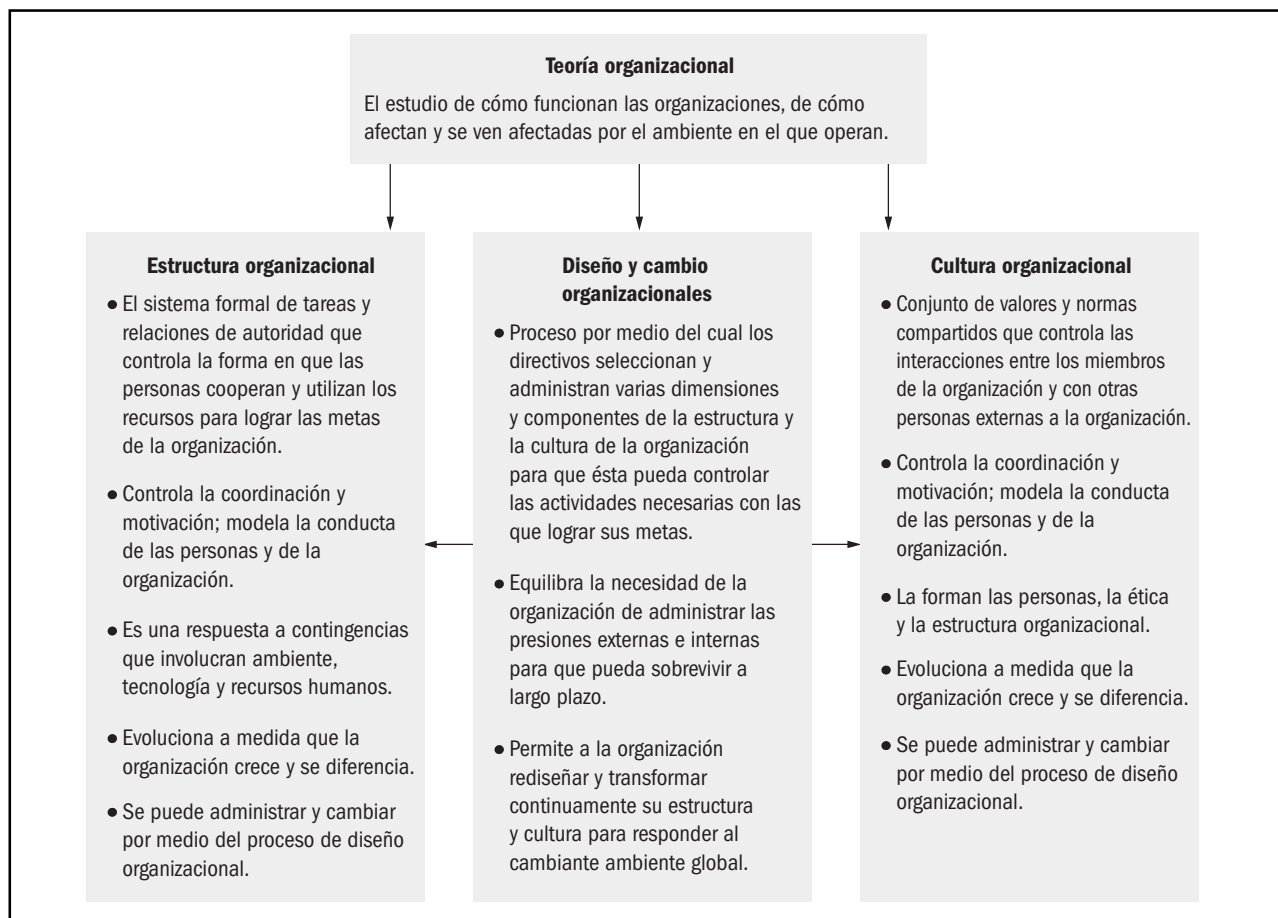 Teoría organizacional
El estudio de cómo funcionan las organizaciones, de cómo
afectan y se ven afectadas por el ambiente en el que operan.
Estructura organizacional
● El sistema formal de tareas y
relaciones de autoridad que
controla la forma en que las
personas cooperan y utilizan los
recursos para lograr las metas
de la organización.
● Controla la coordinación y
motivación; modela la conducta
de las personas y de la
organización.
● Es una respuesta a contingencias
que involucran ambiente,
tecnología y recursos humanos.
● Evoluciona a medida que la
organización crece y se diferencia.
● Se puede administrar y cambiar
por medio del proceso de diseño
organizacional.
Diseño y cambio
organizacionales
● Proceso por medio del cual los
directivos seleccionan y
administran varias dimensiones
y componentes de la estructura y
la cultura de la organización
para que ésta pueda controlar
las actividades necesarias con las
que lograr sus metas.
● Equilibra la necesidad de la
organización de administrar las
presiones externas e internas
para que pueda sobrevivir a
largo plazo.
● Permite a la organización
rediseñar y transformar
continuamente su estructura
y cultura para responder al
cambiante ambiente global.
Cultura organizacional
● Conjunto de valores y normas
compartidos que controla las
interacciones entre los miembros
de la organización y con otras
personas externas a la organización.
● Controla la coordinación y
motivación; modela la conducta
de las personas y de la
organización.
● La forman las personas, la ética
y la estructura organizacional.
● Evoluciona a medida que la
organización crece y se diferencia.
● Se puede administrar y cambiar
por medio del proceso de diseño
organizacional.